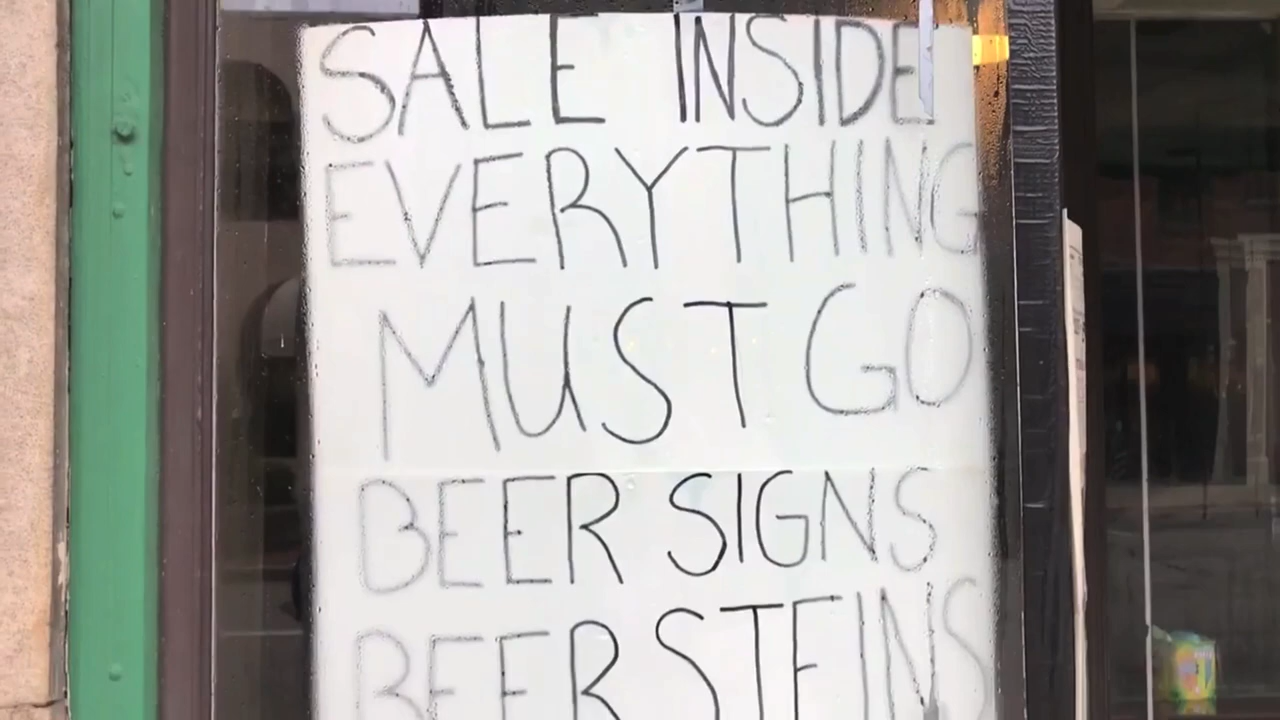 SALE INSIDE
EVERYTHING
MUST GO
BEER SIGNS
BEER STEINS